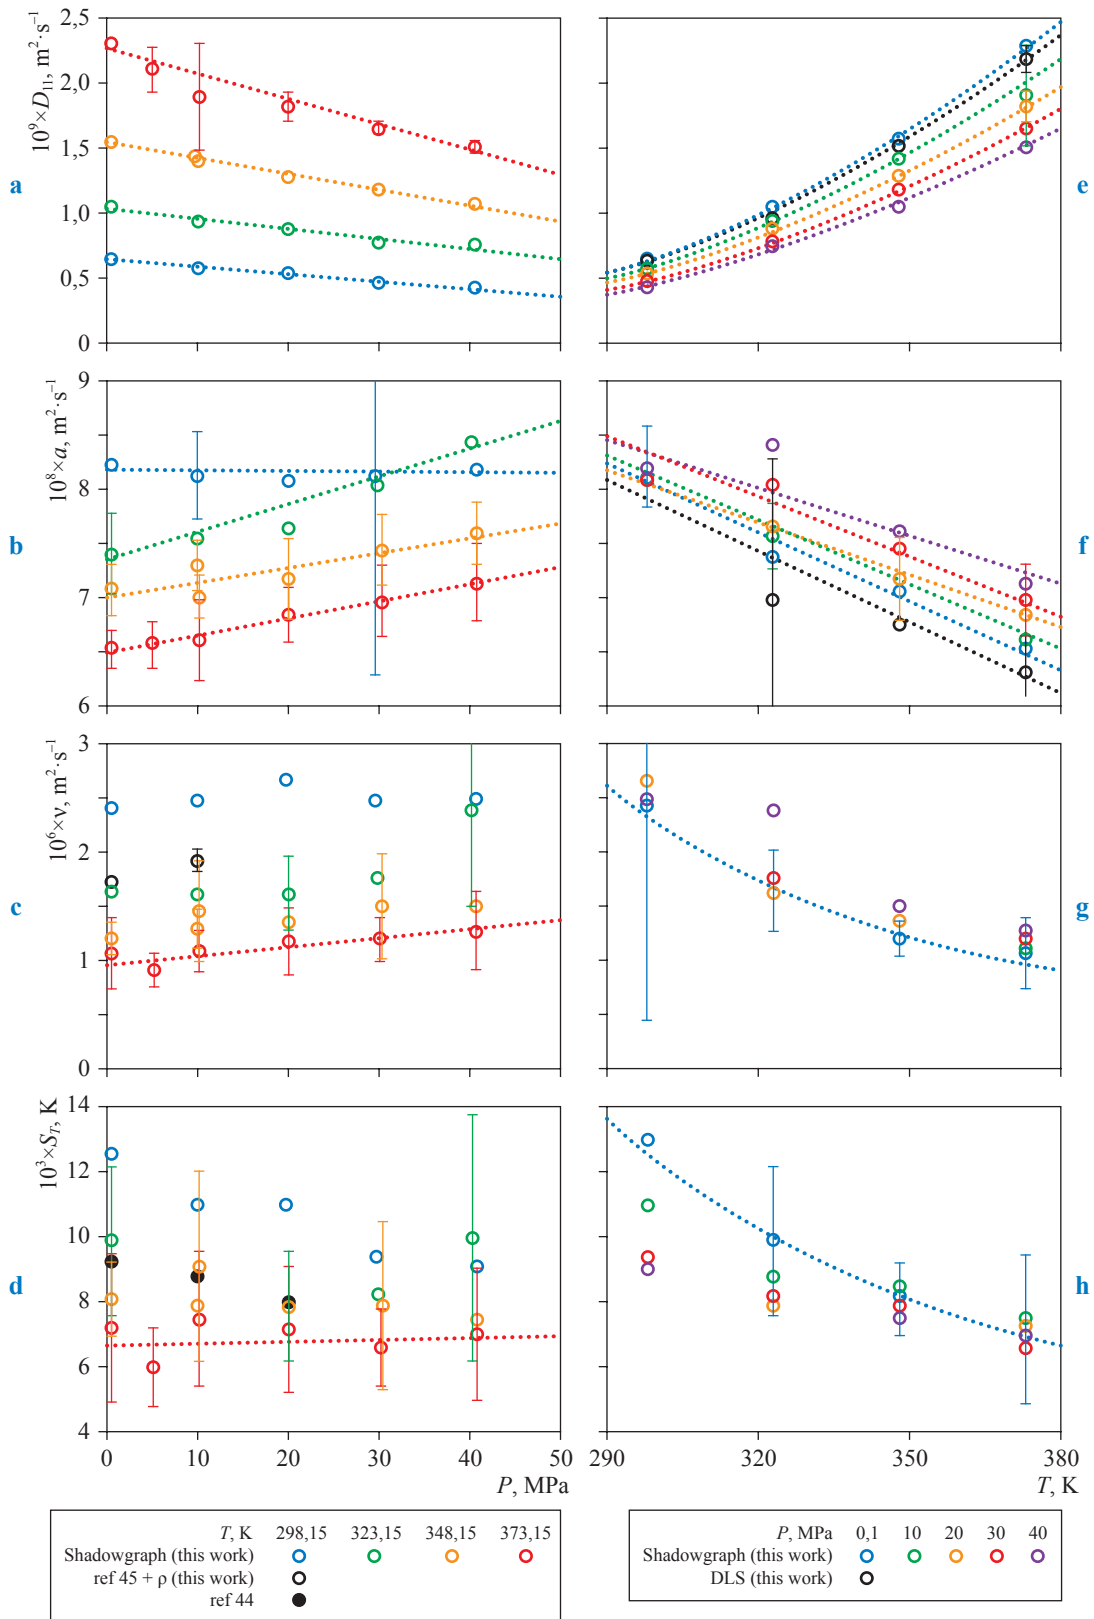 10⁹×D₁₁, m²·s⁻¹
2,5
2,0
1,5
1,0
0,5
0
a
e
10⁸×a, m²·s⁻¹
9
8
7
6
b
f
10⁶×ν, m²·s⁻¹
3
2
1
0
c
g
10³×S_T, K
14
12
10
8
6
4
d
h
0 10 20 30 40 50
P, MPa
290 320 350 380
T, K
T, K 298,15 323,15 348,15 373,15
Shadowgraph (this work)
ref 45 + ρ (this work)
ref 44
P, MPa 0,1 10 20 30 40
Shadowgraph (this work)
DLS (this work)